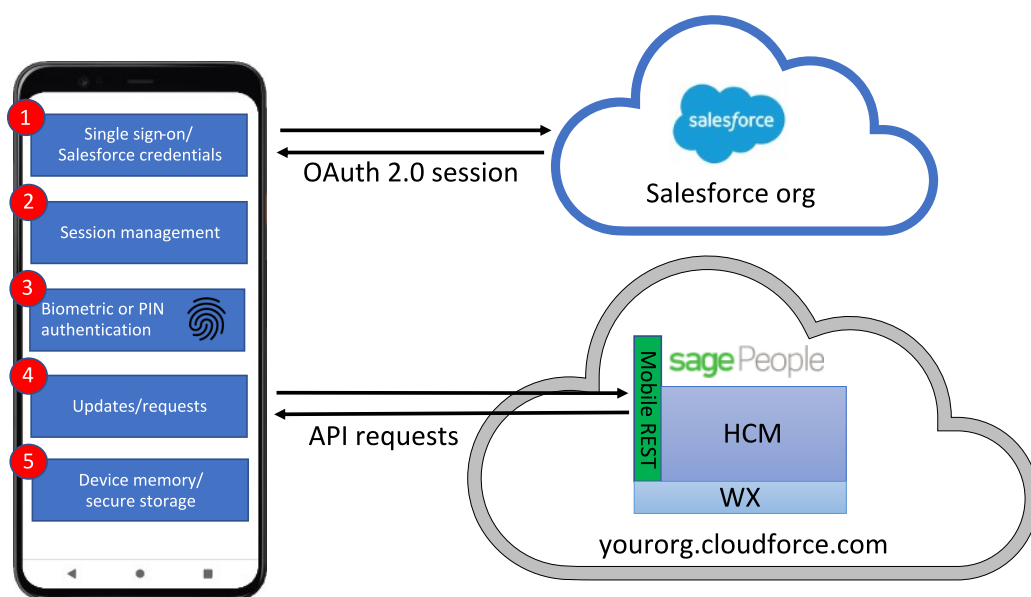 1
Single sign-on/
Salesforce credentials
2
Session management
3
Biometric or PIN
authentication
4
Updates/requests
5
Device memory/
secure storage
OAuth 2.0 session
salesforce
Salesforce org
API requests
Mobile REST
sage People
HCM
WX
yourorg.cloudforce.com